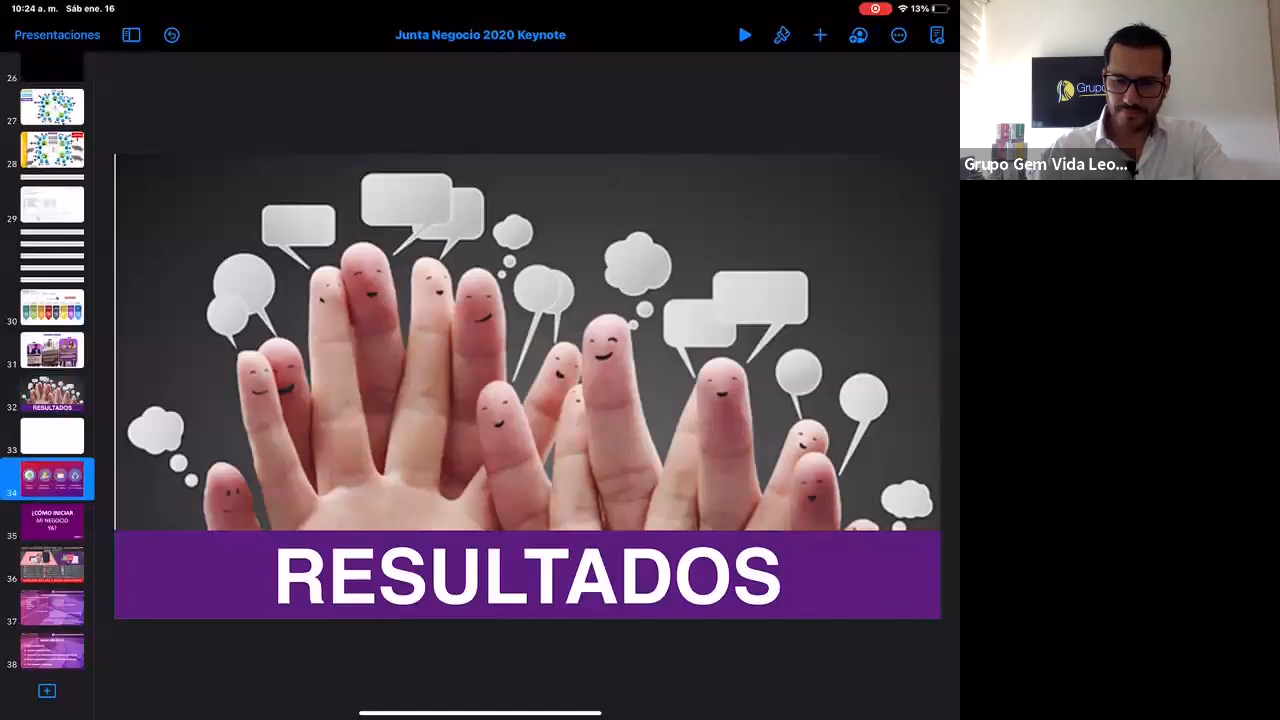 10:24 a. m. Sáb ene. 16
13%
Presentaciones
Junta Negocio 2020 Keynote
Grupo
Grupo Gem Vida Leo...
26
27
28
29
30
31
RESULTADOS
32
33
34
¿CÓMO INICIAR
MI NEGOCIO
YA?
35
36
37
38
RESULTADOS